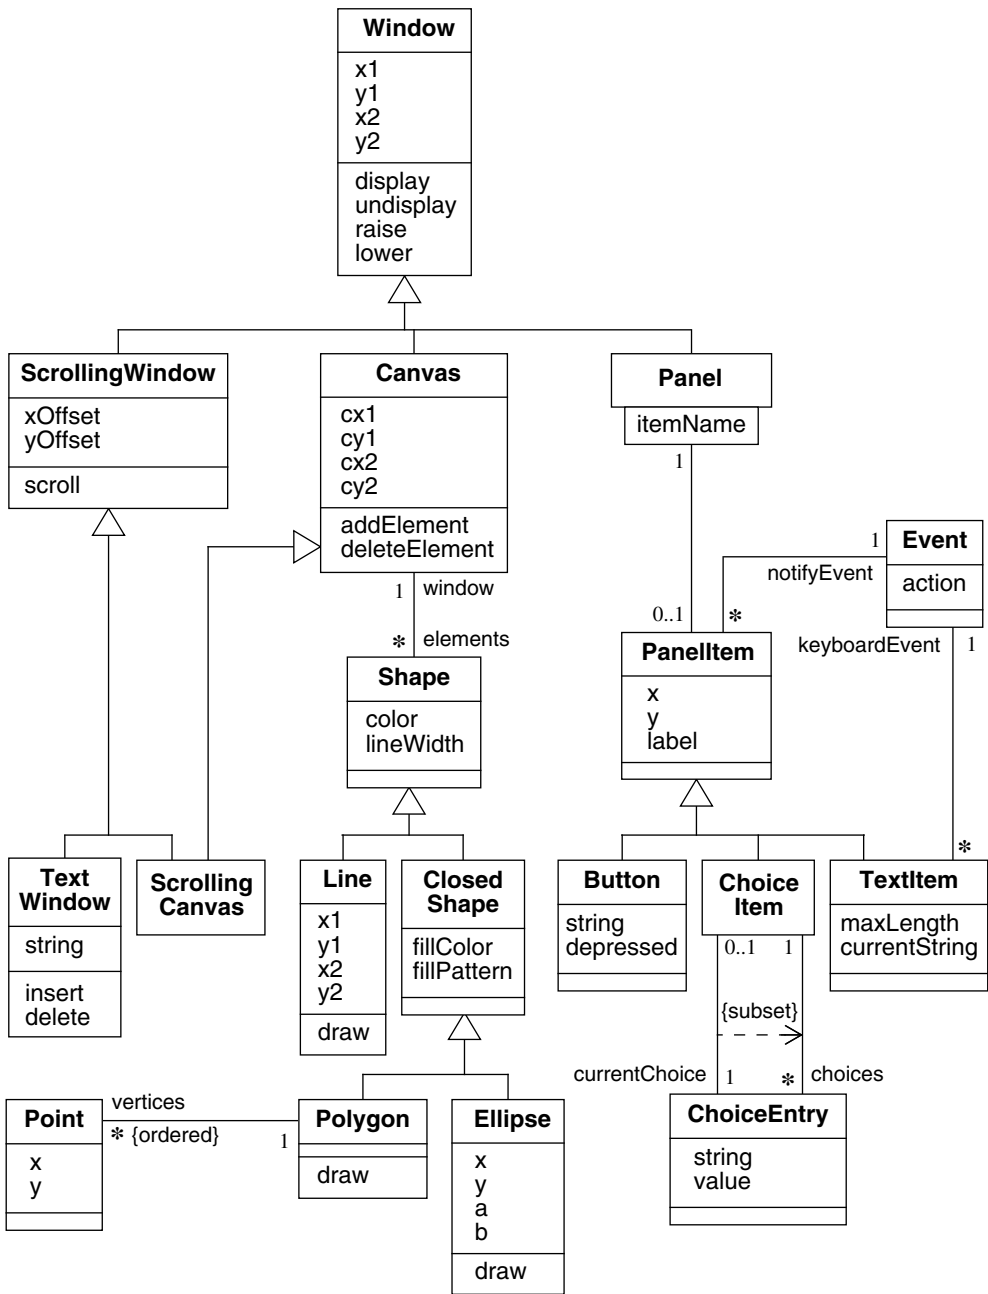 Window
x1
y1
x2
y2
display
undisplay
raise
lower
ScrollingWindow
xOffset
yOffset
scroll
Canvas
cx1
cy1
cx2
cy2
addElement
deleteElement
Panel
itemName
1
1 window
* elements
0..1
*
1
notifyEvent
Event
action
keyboardEvent 1
*
Shape
color
lineWidth
PanelItem
x
y
label
Text
Window
string
insert
delete
Scrolling
Canvas
Line
x1
y1
x2
y2
draw
Closed
Shape
fillColor
fillPattern
Button
string
depressed
Choice
Item
TextItem
maxLength
currentString
0..1 1
{subset}
currentChoice 1 * choices
ChoiceEntry
string
value
Point
x
y
vertices
* {ordered} 1
Polygon
draw
Ellipse
x
y
a
b
draw